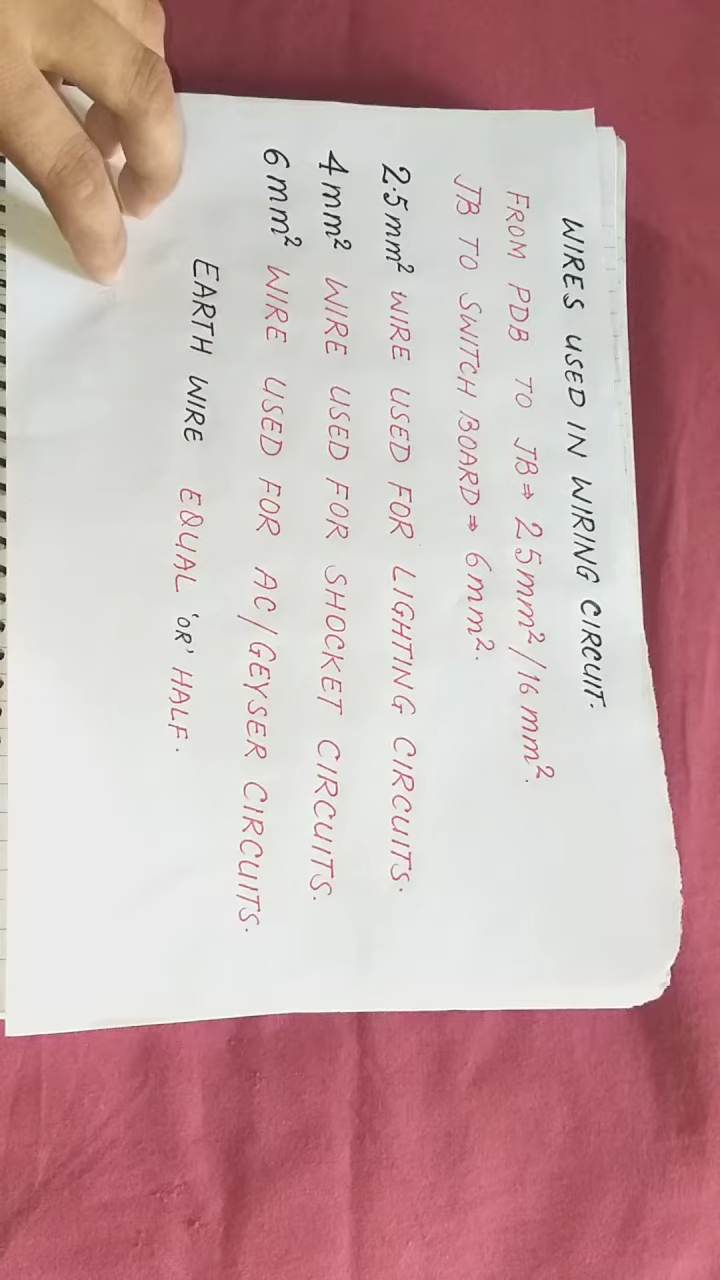 WIRES USED IN WIRING CIRCUIT.
FROM PDB TO JB ⇒ 25mm² / 16 mm².
JB TO SWITCH BOARD ⇒ 6mm².
2.5mm² WIRE USED FOR LIGHTING CIRCUITS.
4mm² WIRE USED FOR SHOCKET CIRCUITS.
6mm² WIRE USED FOR AC/GEYSER CIRCUITS.
EARTH WIRE EQUAL 'OR' HALF.